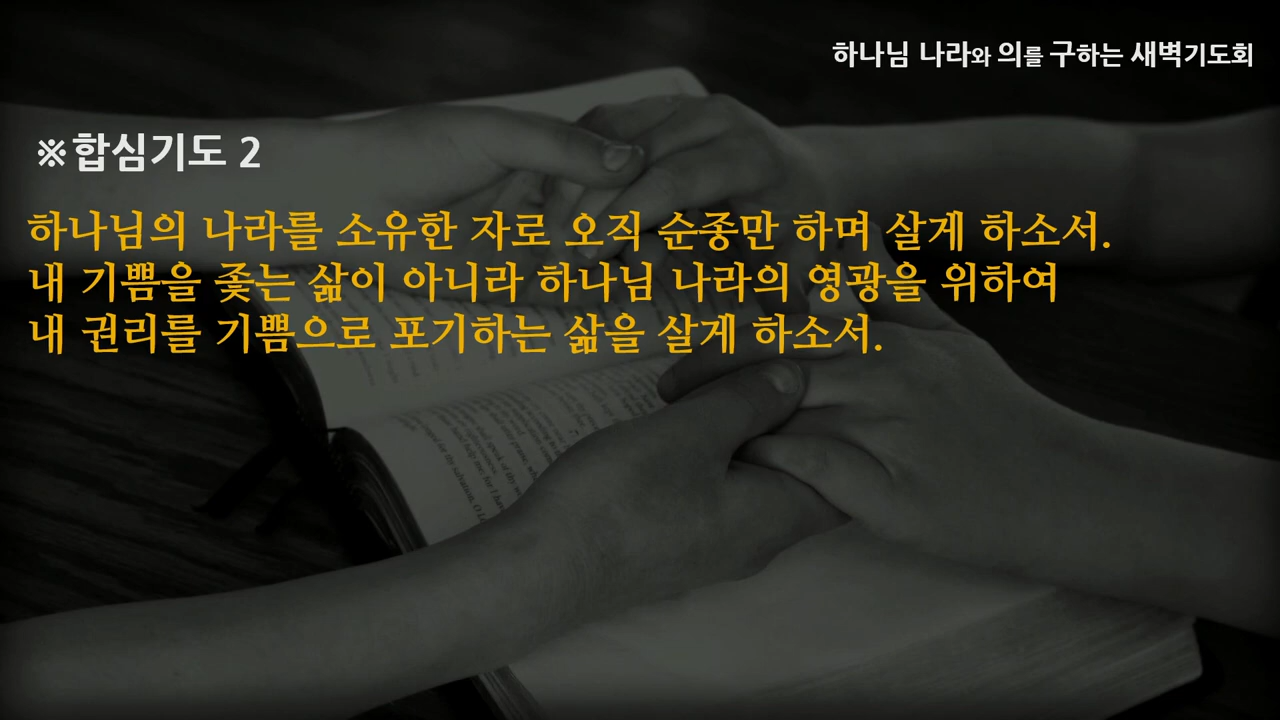 하나님 나라와 의를 구하는 새벽기도회
※합심기도 2
하나님의 나라를 소유한 자로 오직 순종만 하며 살게 하소서.
내 기쁨을 좇는 삶이 아니라 하나님 나라의 영광을 위하여
내 권리를 기쁨으로 포기하는 삶을 살게 하소서.